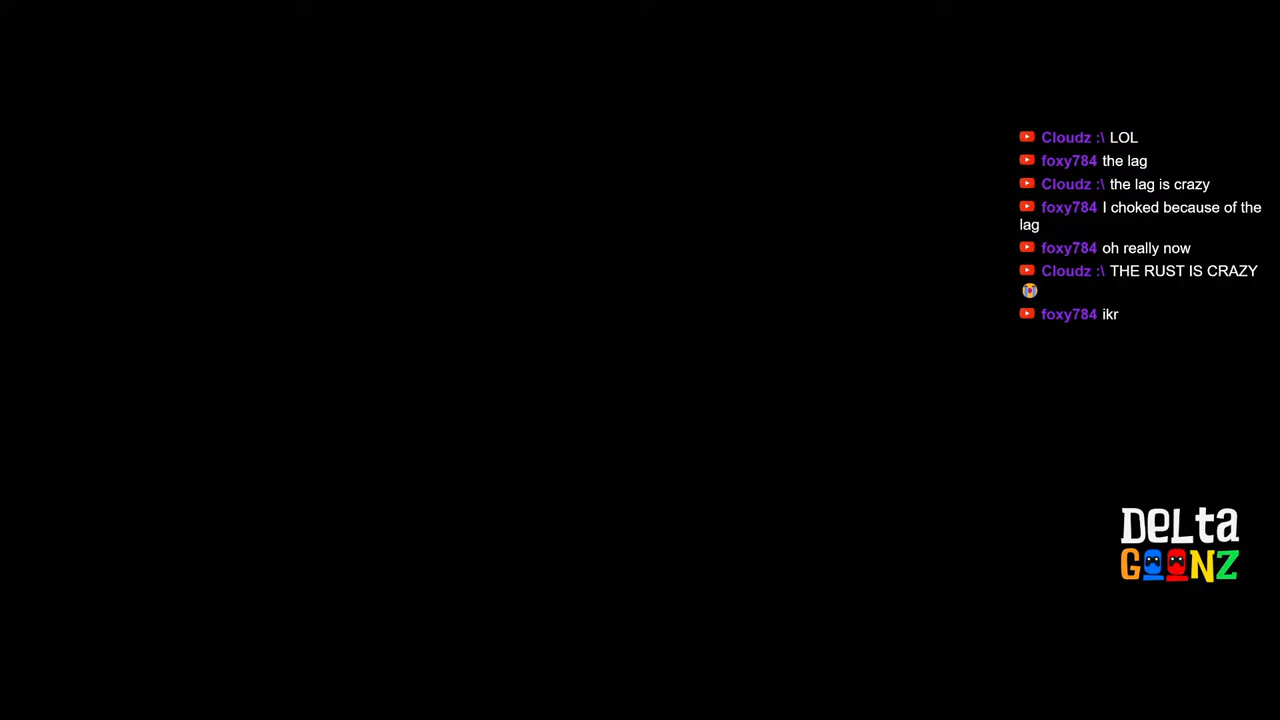 Cloudz :\ LOL
foxy784 the lag
Cloudz :\ the lag is crazy
foxy784 I choked because of the
lag
foxy784 oh really now
Cloudz :\ THE RUST IS CRAZY
😭
foxy784 ikr
DeLta
GOONZ